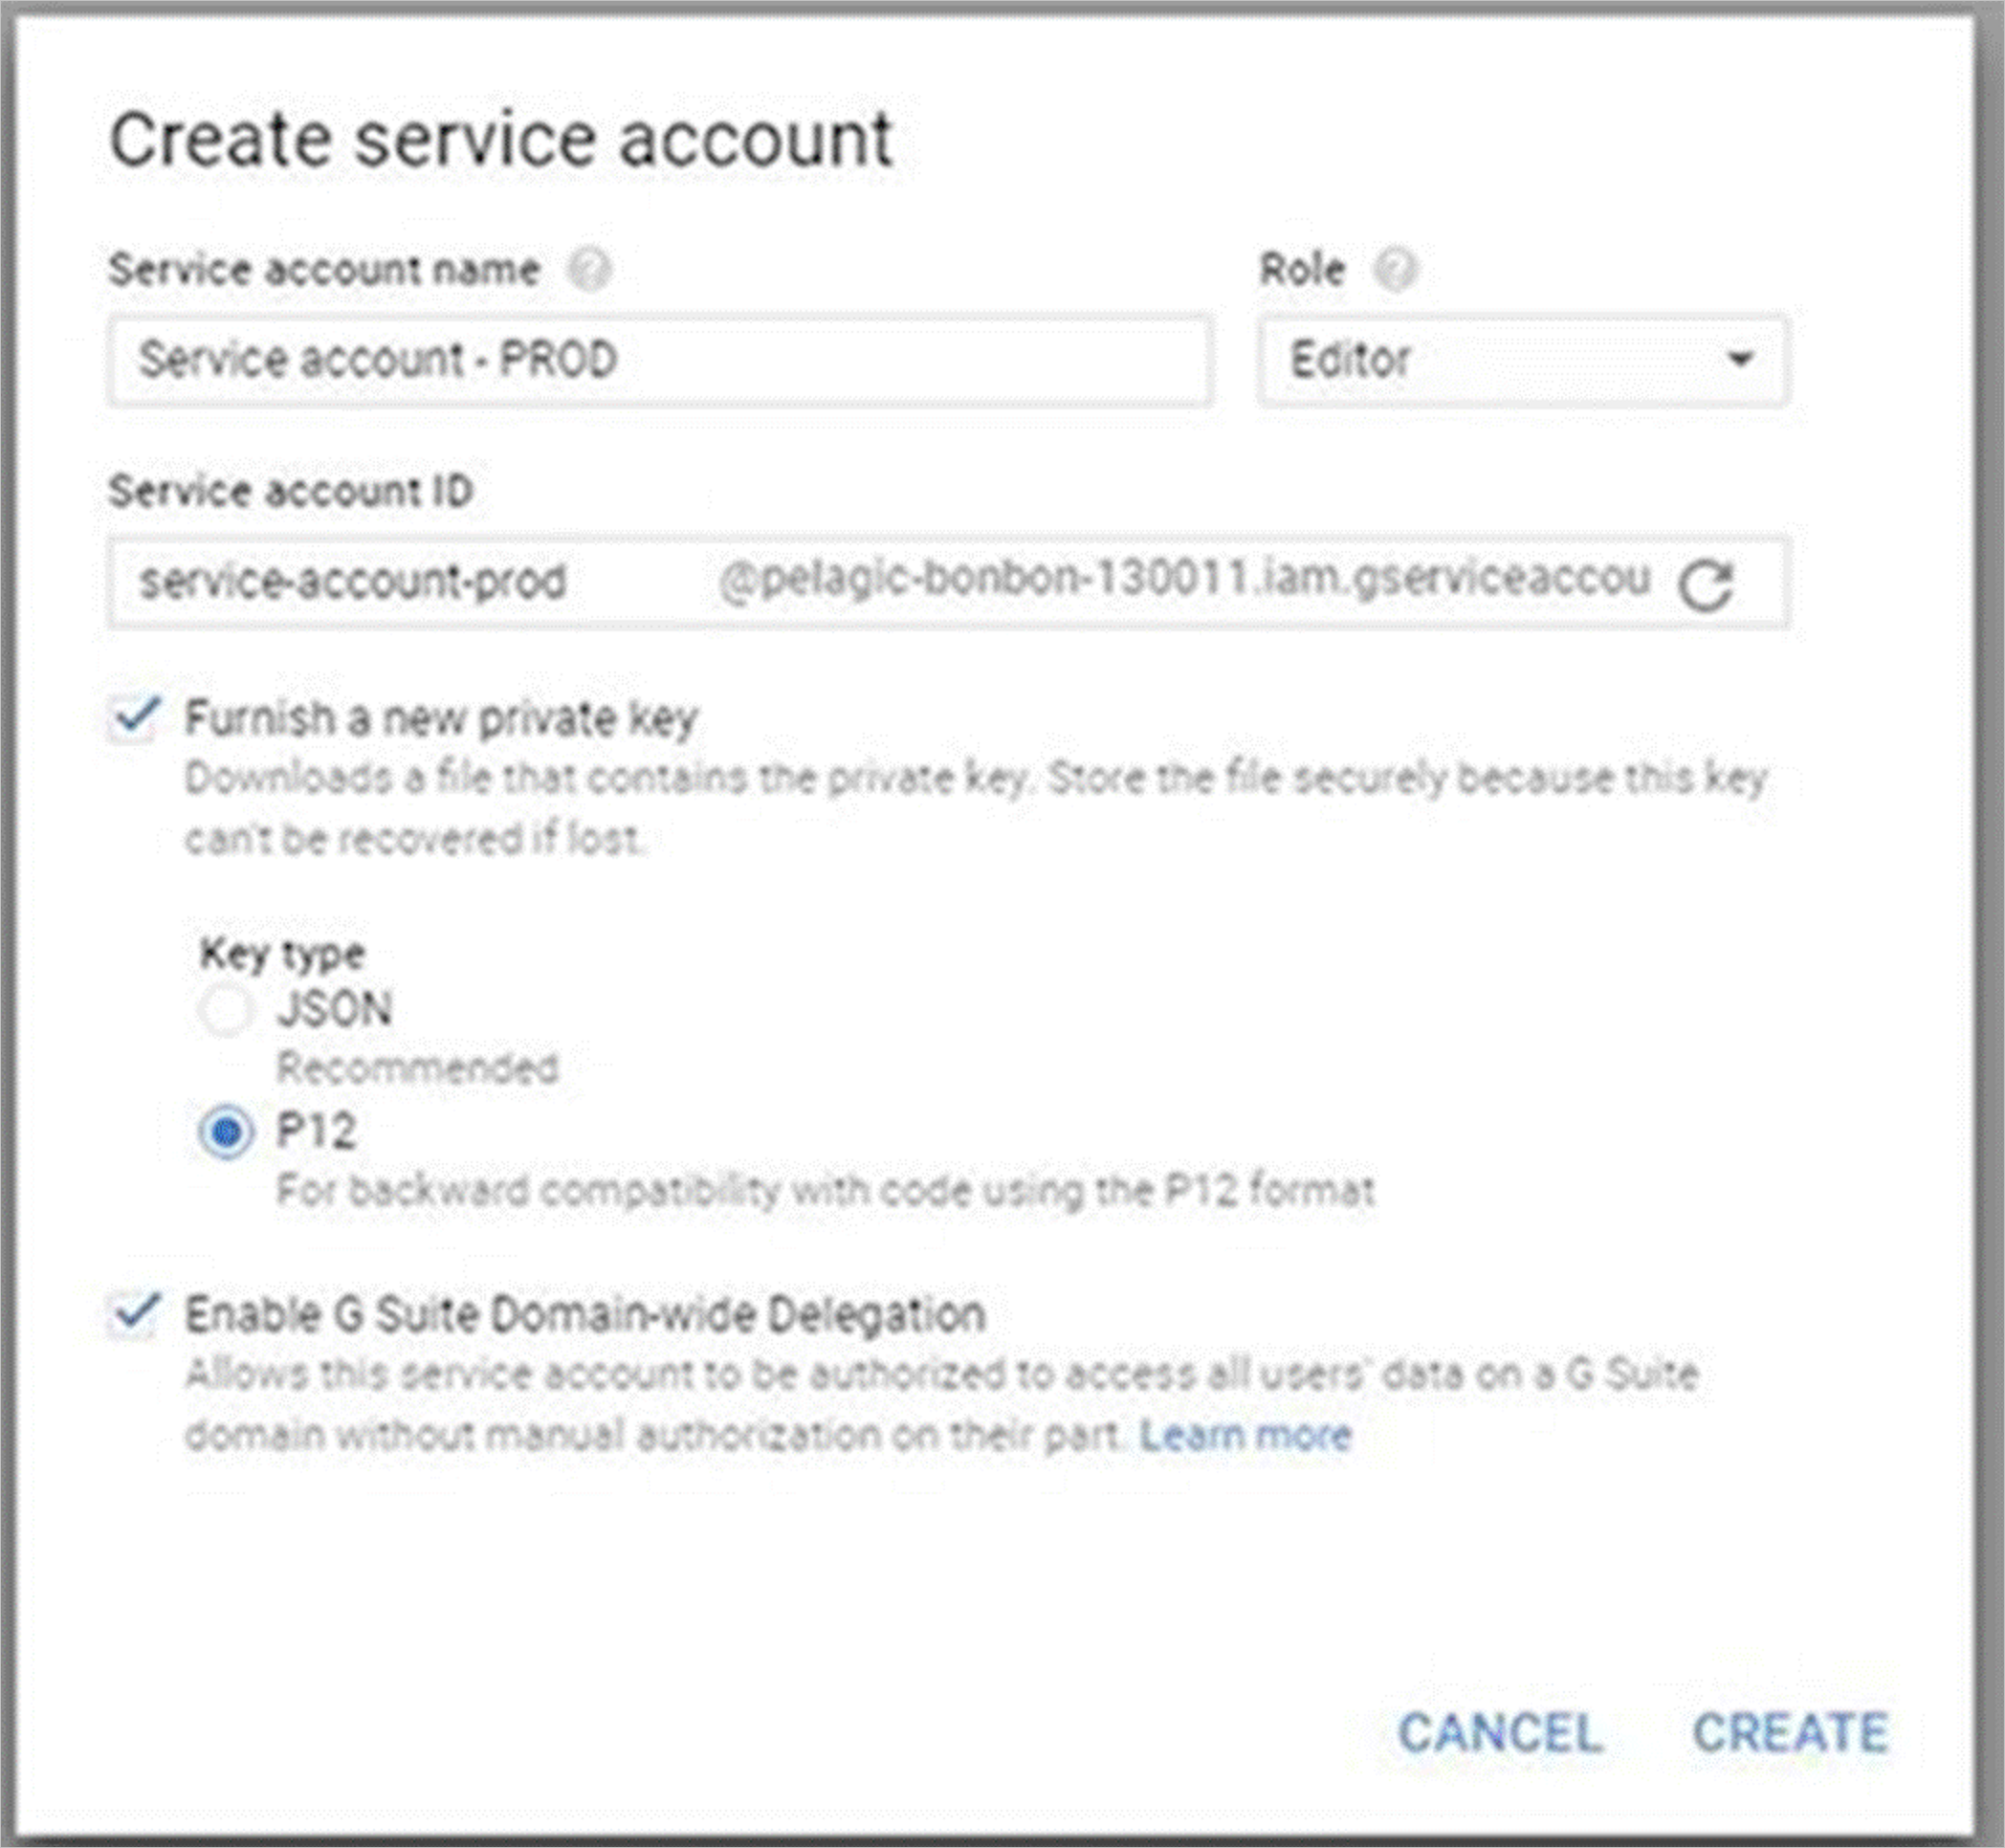 Create service account
Service account name
Role
Service account - PROD
Editor
Service account ID
service-account-prod @pelagic-bonbon-130011.iam.gserviceaccou
Furnish a new private key
Downloads a file that contains the private key. Store the file securely because this key
can't be recovered if lost.
Key type
JSON
Recommended
P12
For backward compatibility with code using the P12 format
Enable G Suite Domain-wide Delegation
Allows this service account to be authorized to access all users' data on a G Suite
domain without manual authorization on their part. Learn more
CANCEL CREATE